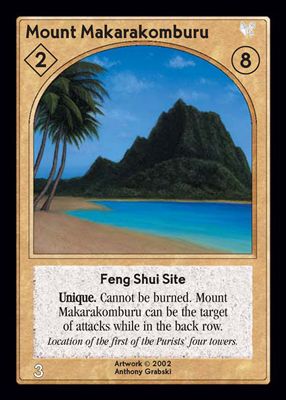 Mount Makarakomburu
2
8
Feng Shui Site
Unique. Cannot be burned. Mount
Makarakomburu can be the target
of attacks while in the back row.
Location of the first of the Purists' four towers.
Artwork © 2002
Anthony Grabski
3